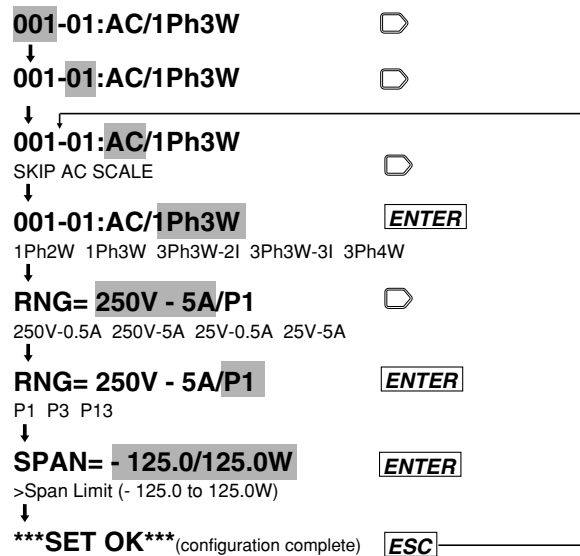 001-01:AC/1Ph3W
001-01:AC/1Ph3W
001-01:AC/1Ph3W
SKIP AC SCALE
001-01:AC/1Ph3W ENTER
1Ph2W 1Ph3W 3Ph3W-2I 3Ph3W-3I 3Ph4W
RNG= 250V - 5A/P1
250V-0.5A 250V-5A 25V-0.5A 25V-5A
RNG= 250V - 5A/P1 ENTER
P1 P3 P13
SPAN= - 125.0/125.0W ENTER
>Span Limit (- 125.0 to 125.0W)
***SET OK***(configuration complete) ESC